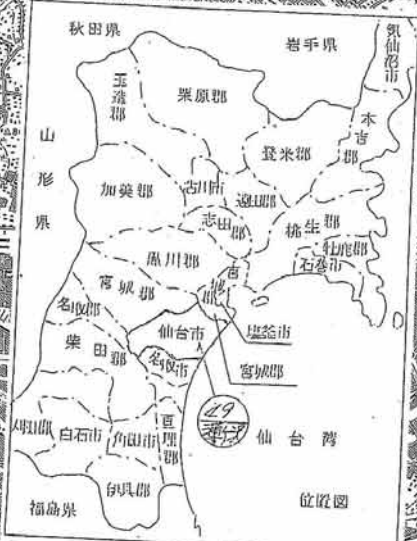 秋田県
岩手県
気仙沼市
玉造郡
栗原郡
本吉郡
登米郡
山形県
加美郡
古川市
遠田郡
志田郡
桃生郡
牡鹿郡
石巻市
黒川郡
宮城郡
宮城郡
塩釜市
名取郡
仙台市
柴田郡
名取市
宮城郡
19
刈田郡
白石市
角田市
亘理郡
仙台湾
伊具郡
福島県
位置図